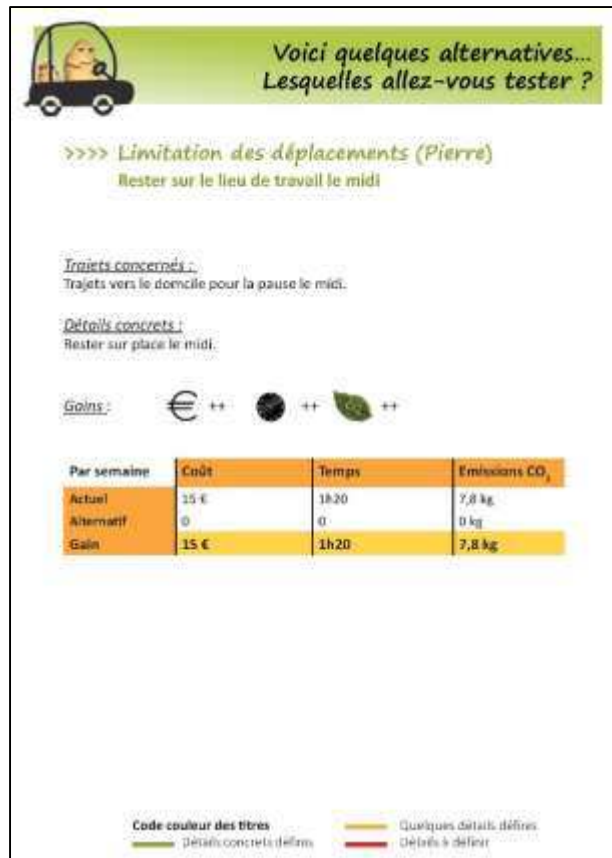 Voici quelques alternatives...
Lesquelles allez-vous tester ?
>>>> Limitation des déplacements (Pierre)
Rester sur le lieu de travail le midi
Trajets concernés :
Trajets vers le domcile pour la pause le midi.
Détails concrets :
Rester sur place le midi.
Gains : € ++ ++ ++
Par semaine Coût Temps Emissions CO₂
Actuel 15 € 1h20 7,8 kg
Alternatif 0 0 0 kg
Gain 15 € 1h20 7,8 kg
Code couleur des titres
Quelques détails définis
Détails concrets définis
Détails à définir